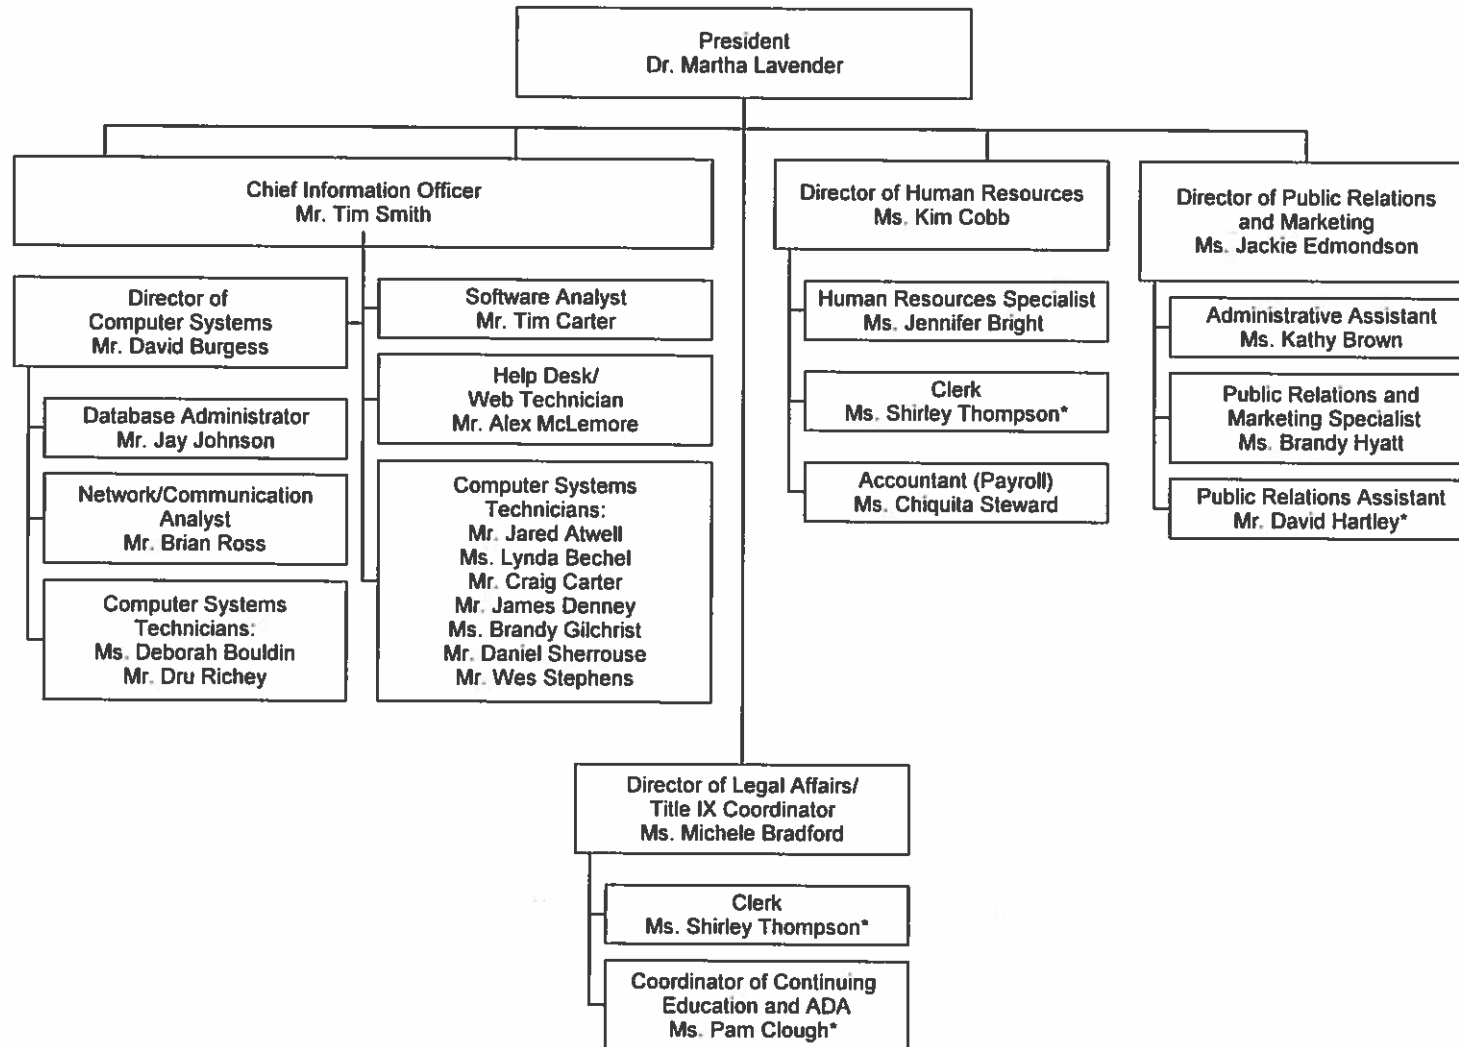 President
Dr. Martha Lavender
Chief Information Officer
Mr. Tim Smith
Director of
Computer Systems
Mr. David Burgess
Database Administrator
Mr. Jay Johnson
Network/Communication
Analyst
Mr. Brian Ross
Computer Systems
Technicians:
Ms. Deborah Bouldin
Mr. Dru Richey
Software Analyst
Mr. Tim Carter
Help Desk/
Web Technician
Mr. Alex McLemore
Computer Systems
Technicians:
Mr. Jared Atwell
Ms. Lynda Bechel
Mr. Craig Carter
Mr. James Denney
Ms. Brandy Gilchrist
Mr. Daniel Sherrouse
Mr. Wes Stephens
Director of Human Resources
Ms. Kim Cobb
Human Resources Specialist
Ms. Jennifer Bright
Clerk
Ms. Shirley Thompson*
Accountant (Payroll)
Ms. Chiquita Steward
Director of Public Relations
and Marketing
Ms. Jackie Edmondson
Administrative Assistant
Ms. Kathy Brown
Public Relations and
Marketing Specialist
Ms. Brandy Hyatt
Public Relations Assistant
Mr. David Hartley*
Director of Legal Affairs/
Title IX Coordinator
Ms. Michele Bradford
Clerk
Ms. Shirley Thompson*
Coordinator of Continuing
Education and ADA
Ms. Pam Clough*